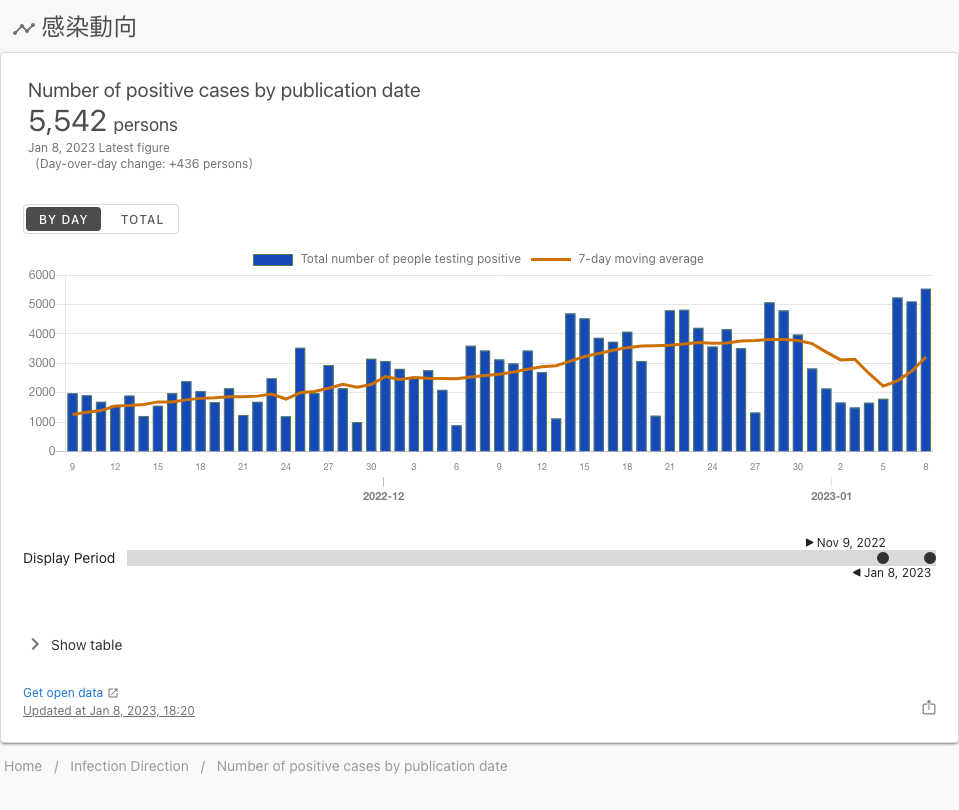 感染動向
Number of positive cases by publication date
5,542 persons
Jan 8, 2023 Latest figure
(Day-over-day change: +436 persons)
BY DAY TOTAL
Total number of people testing positive 7-day moving average
6000
5000
4000
3000
2000
1000
0
9 12 15 18 21 24 27 30 3 6 9 12 15 18 21 24 27 30 2 5 8
2022-12 2023-01
Nov 9, 2022
Display Period
Jan 8, 2023
Show table
Get open data
Updated at Jan 8, 2023, 18:20
Home / Infection Direction / Number of positive cases by publication date